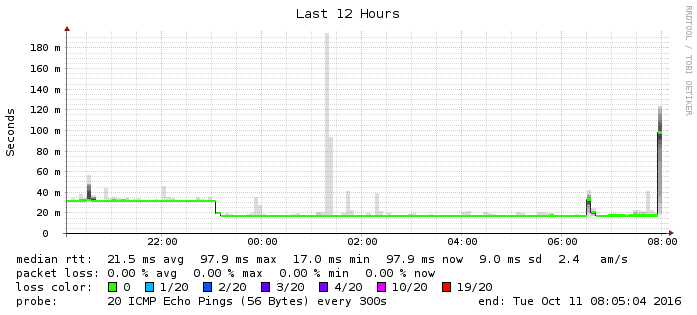 Last 12 Hours
RRDTOOL / TOBI OETIKER
Seconds
180 m
160 m
140 m
120 m
100 m
80 m
60 m
40 m
20 m
0
22:00 00:00 02:00 04:00 06:00 08:00
median rtt: 21.5 ms avg 97.9 ms max 17.0 ms min 97.9 ms now 9.0 ms sd 2.4 am/s
packet loss: 0.00 % avg 0.00 % max 0.00 % min 0.00 % now
loss color: 0 1/20 2/20 3/20 4/20 10/20 19/20
probe: 20 ICMP Echo Pings (56 Bytes) every 300s end: Tue Oct 11 08:05:04 2016